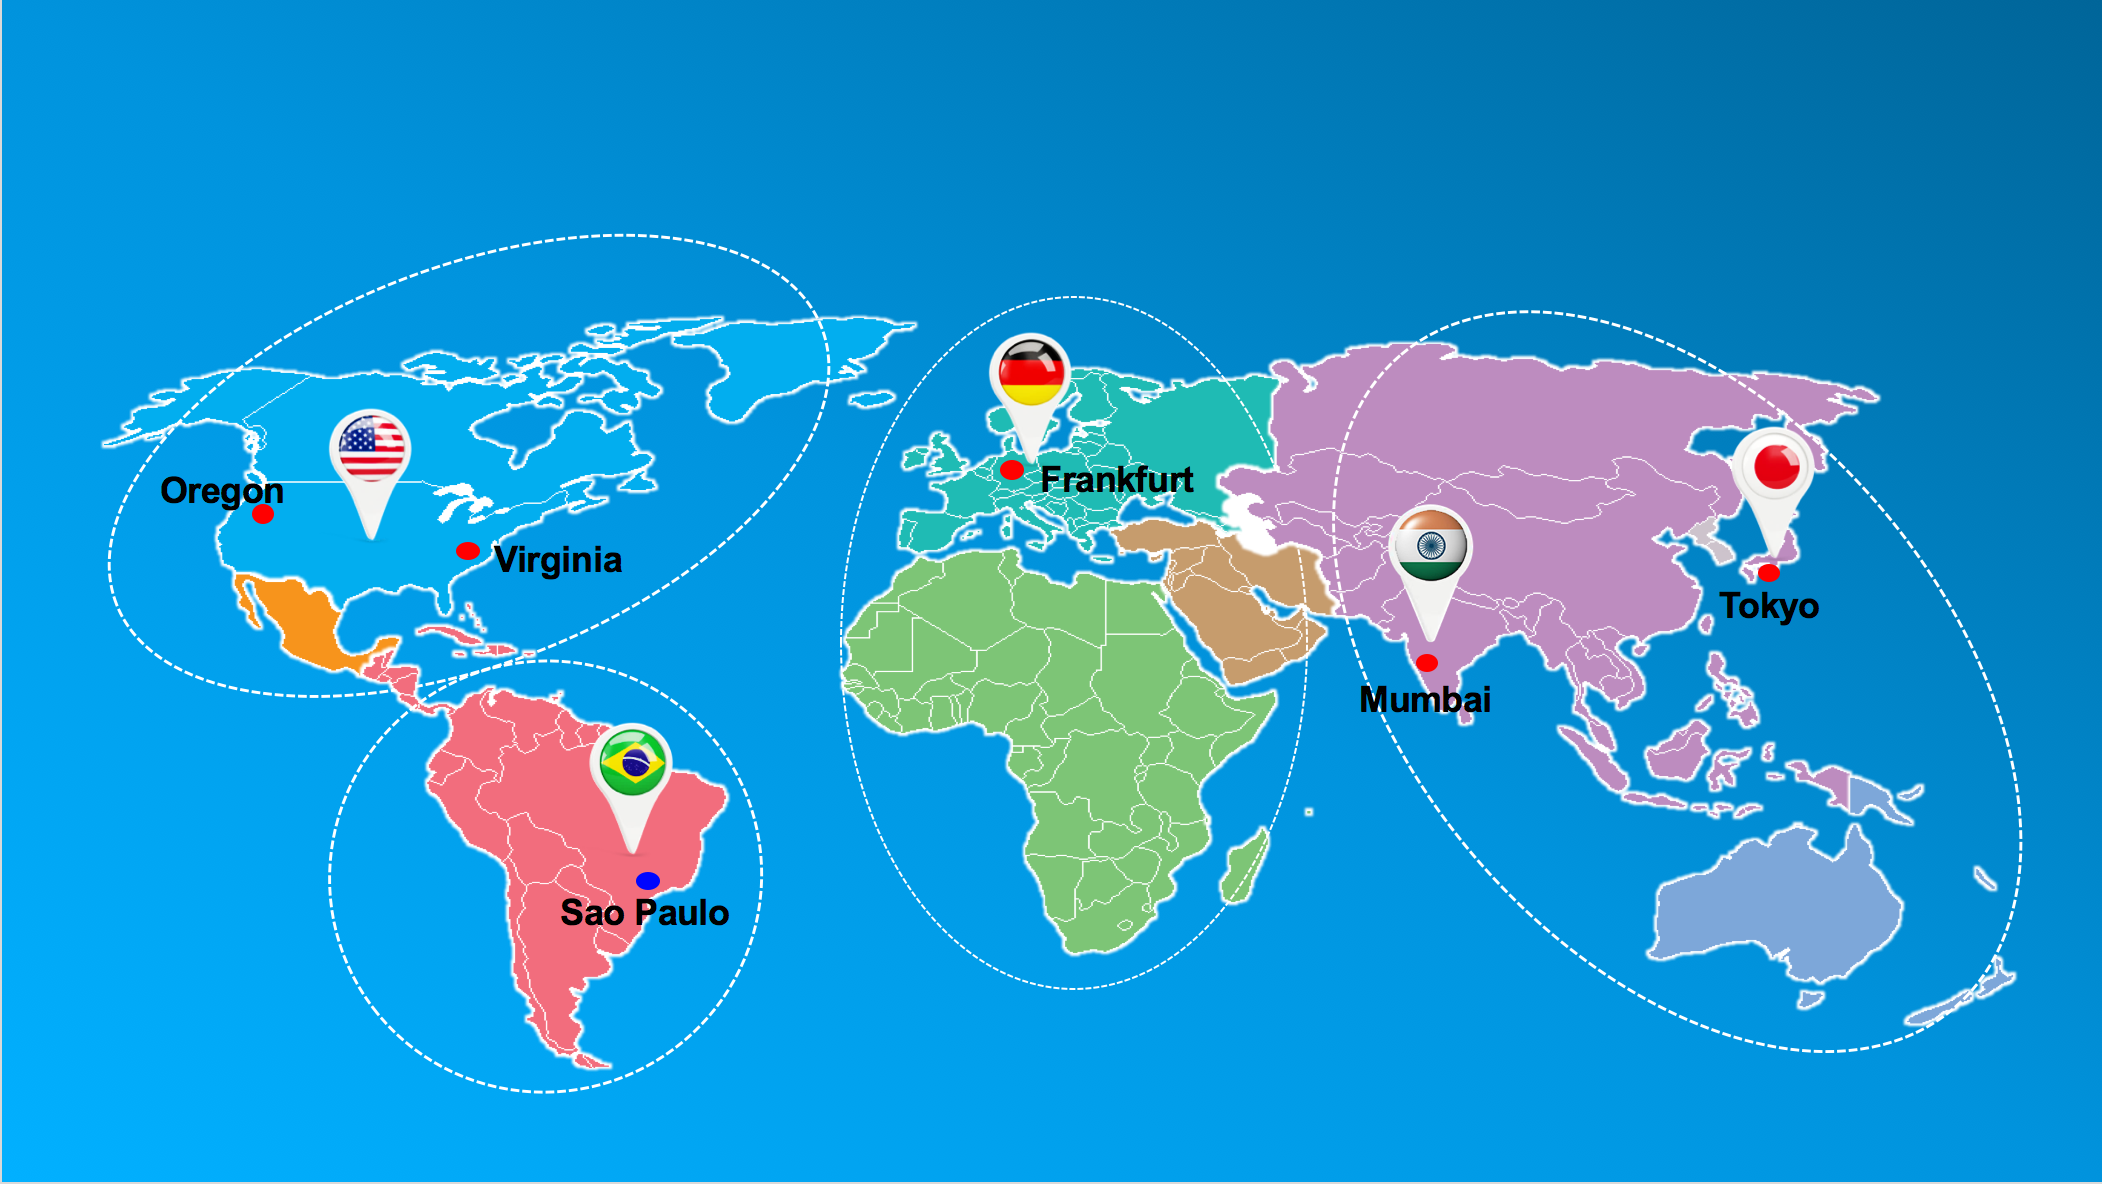 Oregon
Virginia
Frankfurt
Tokyo
Mumbai
Sao Paulo